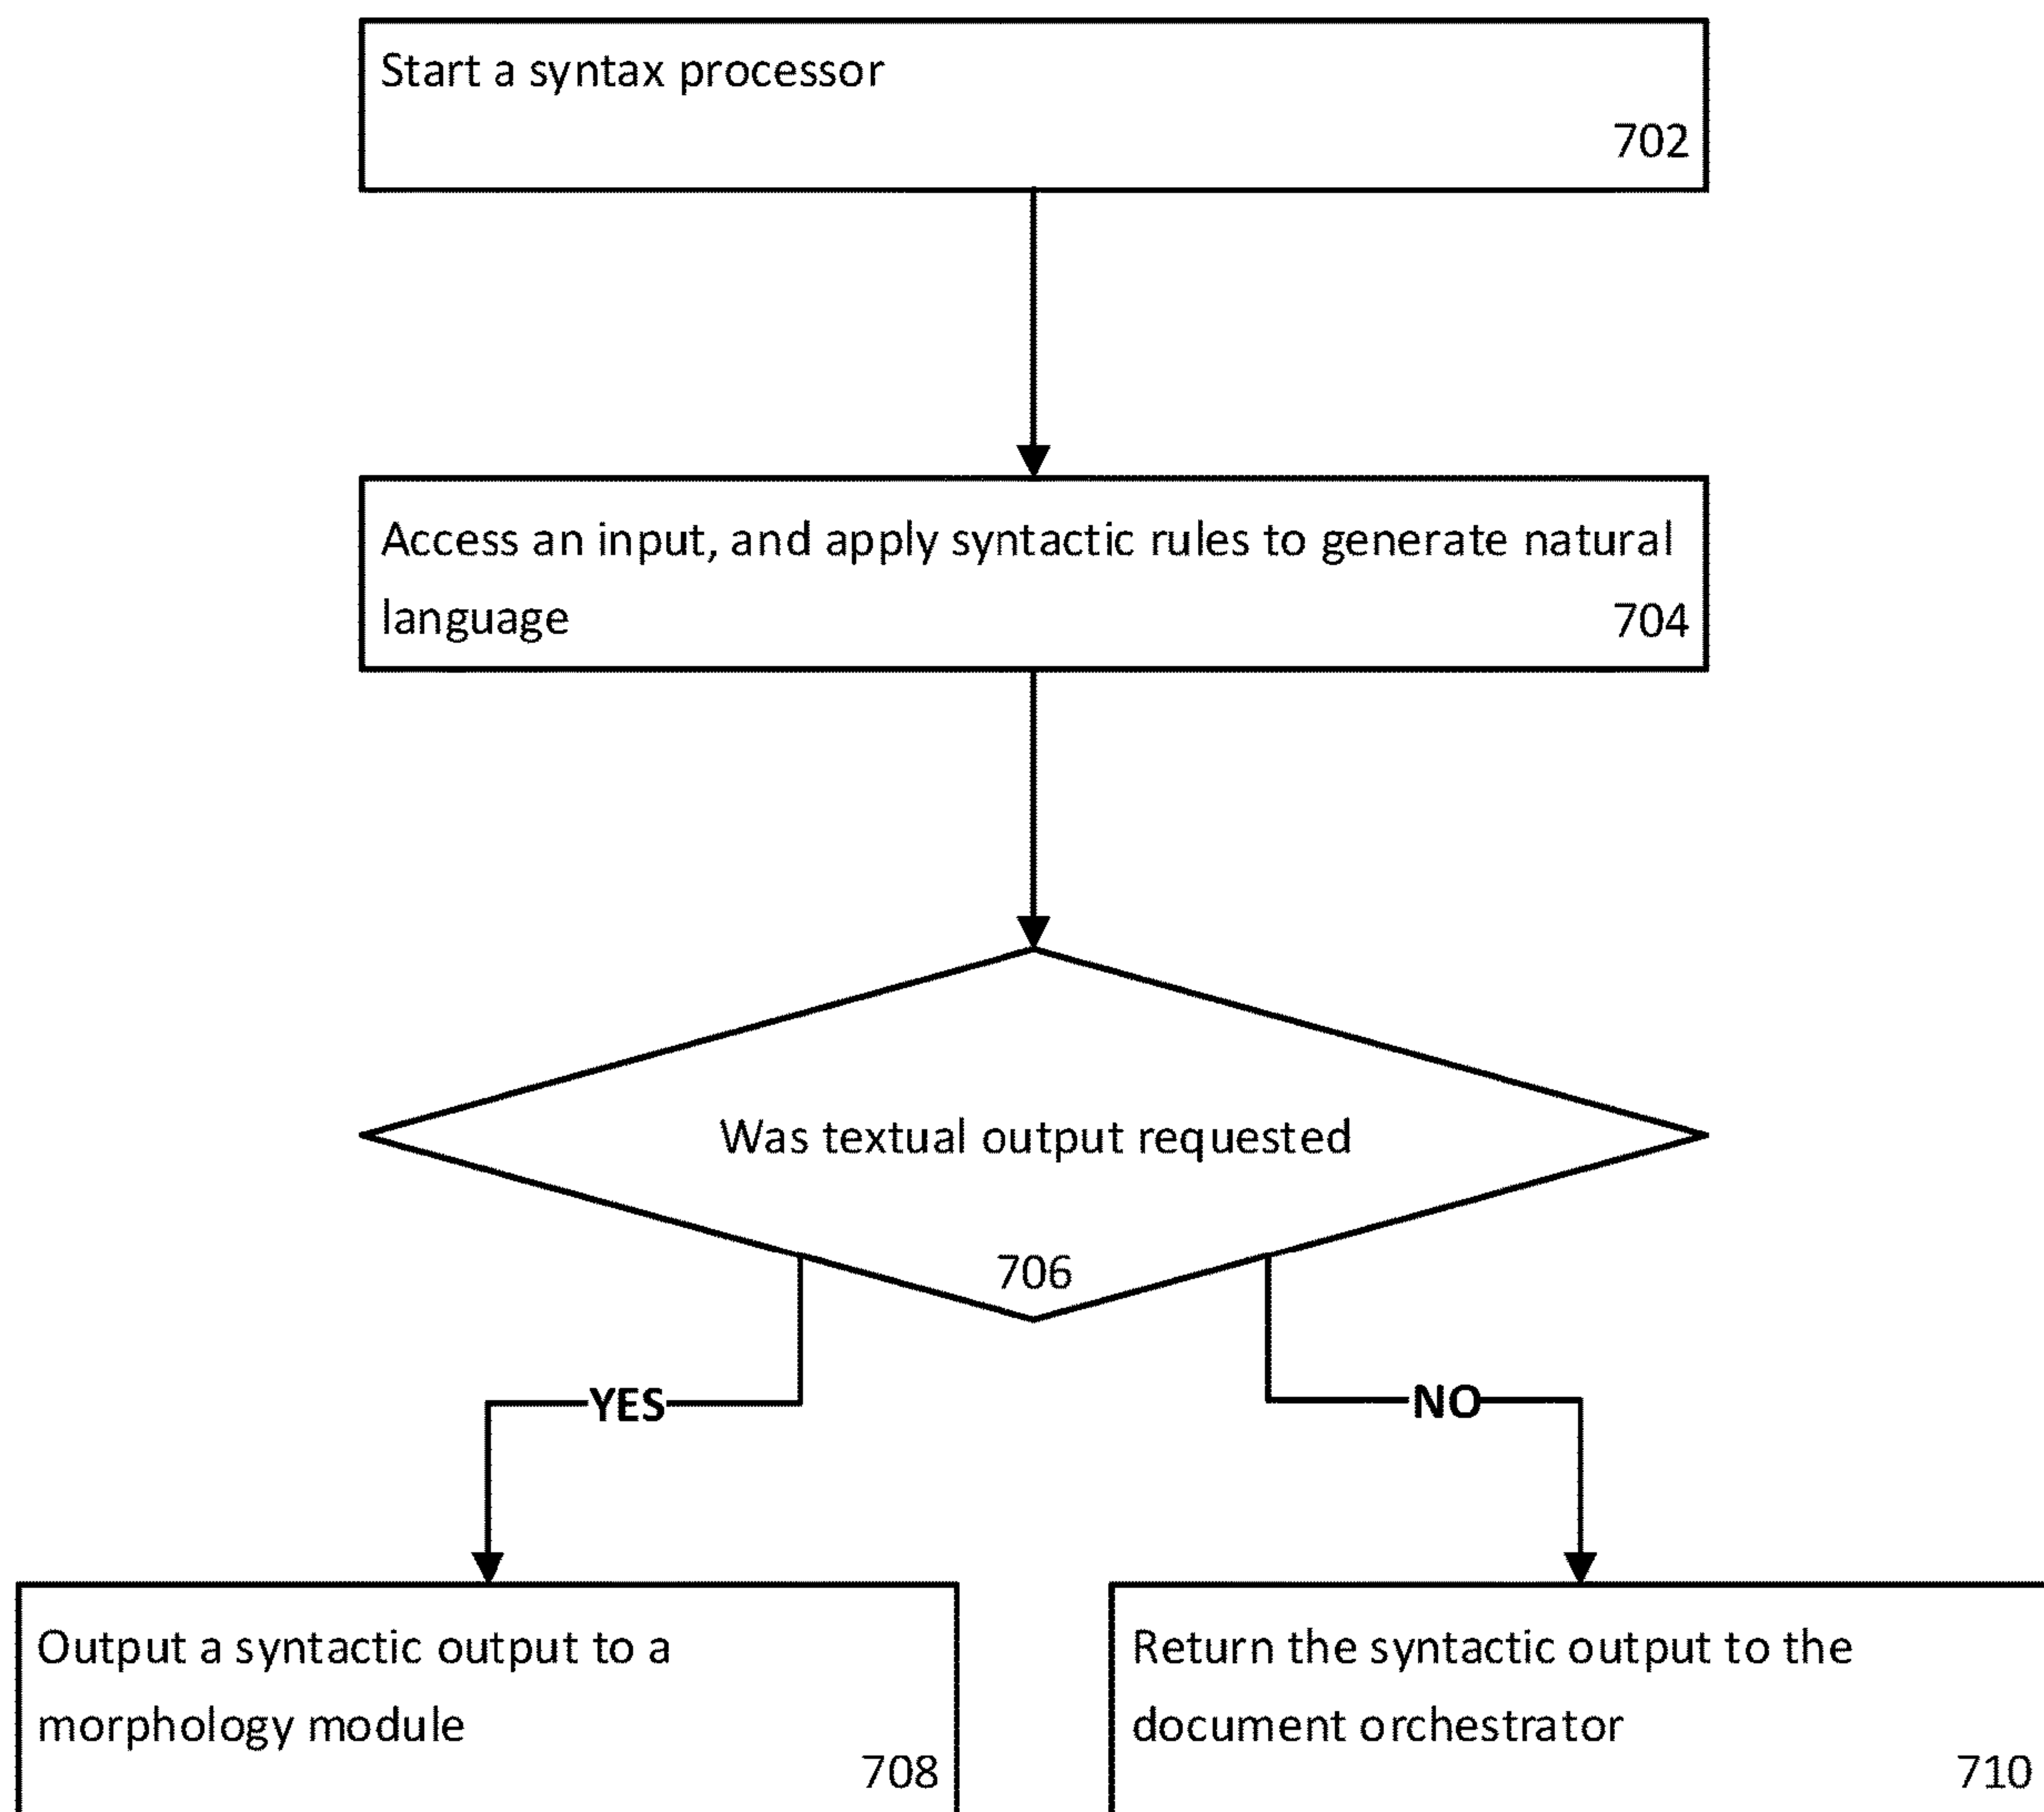 Start a syntax processor
702
Access an input, and apply syntactic rules to generate natural
language
704
Was textual output requested
706
YES
NO
Output a syntactic output to a
morphology module
708
Return the syntactic output to the
document orchestrator
710